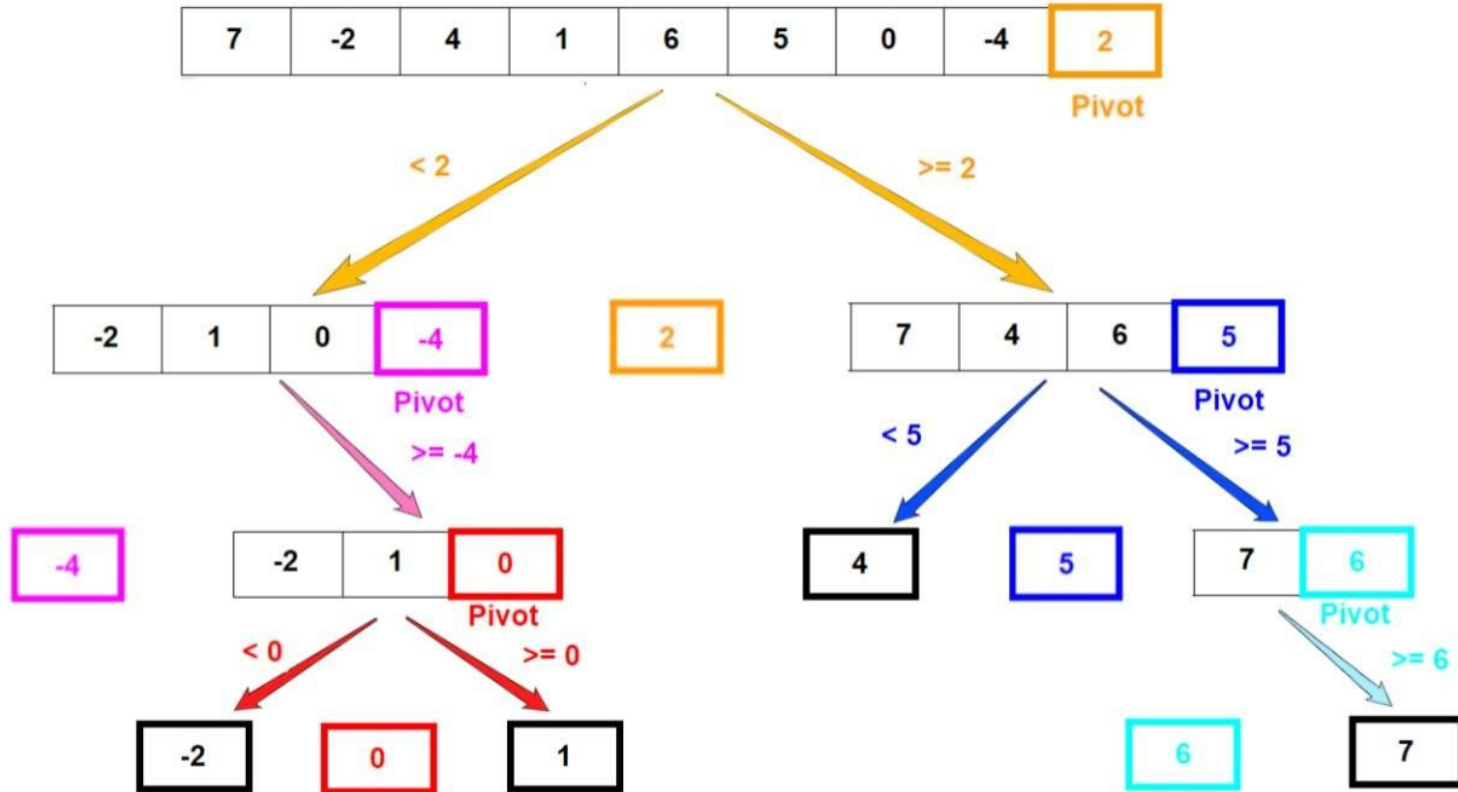 7 -2 4 1 6 5 0 -4 2
Pivot
< 2 >= 2
-2 1 0 -4 2 7 4 6 5
Pivot Pivot
>= -4 < 5 >= 5
-4 -2 1 0 4 5 7 6
Pivot Pivot
< 0 >= 0 >= 6
-2 0 1 6 7